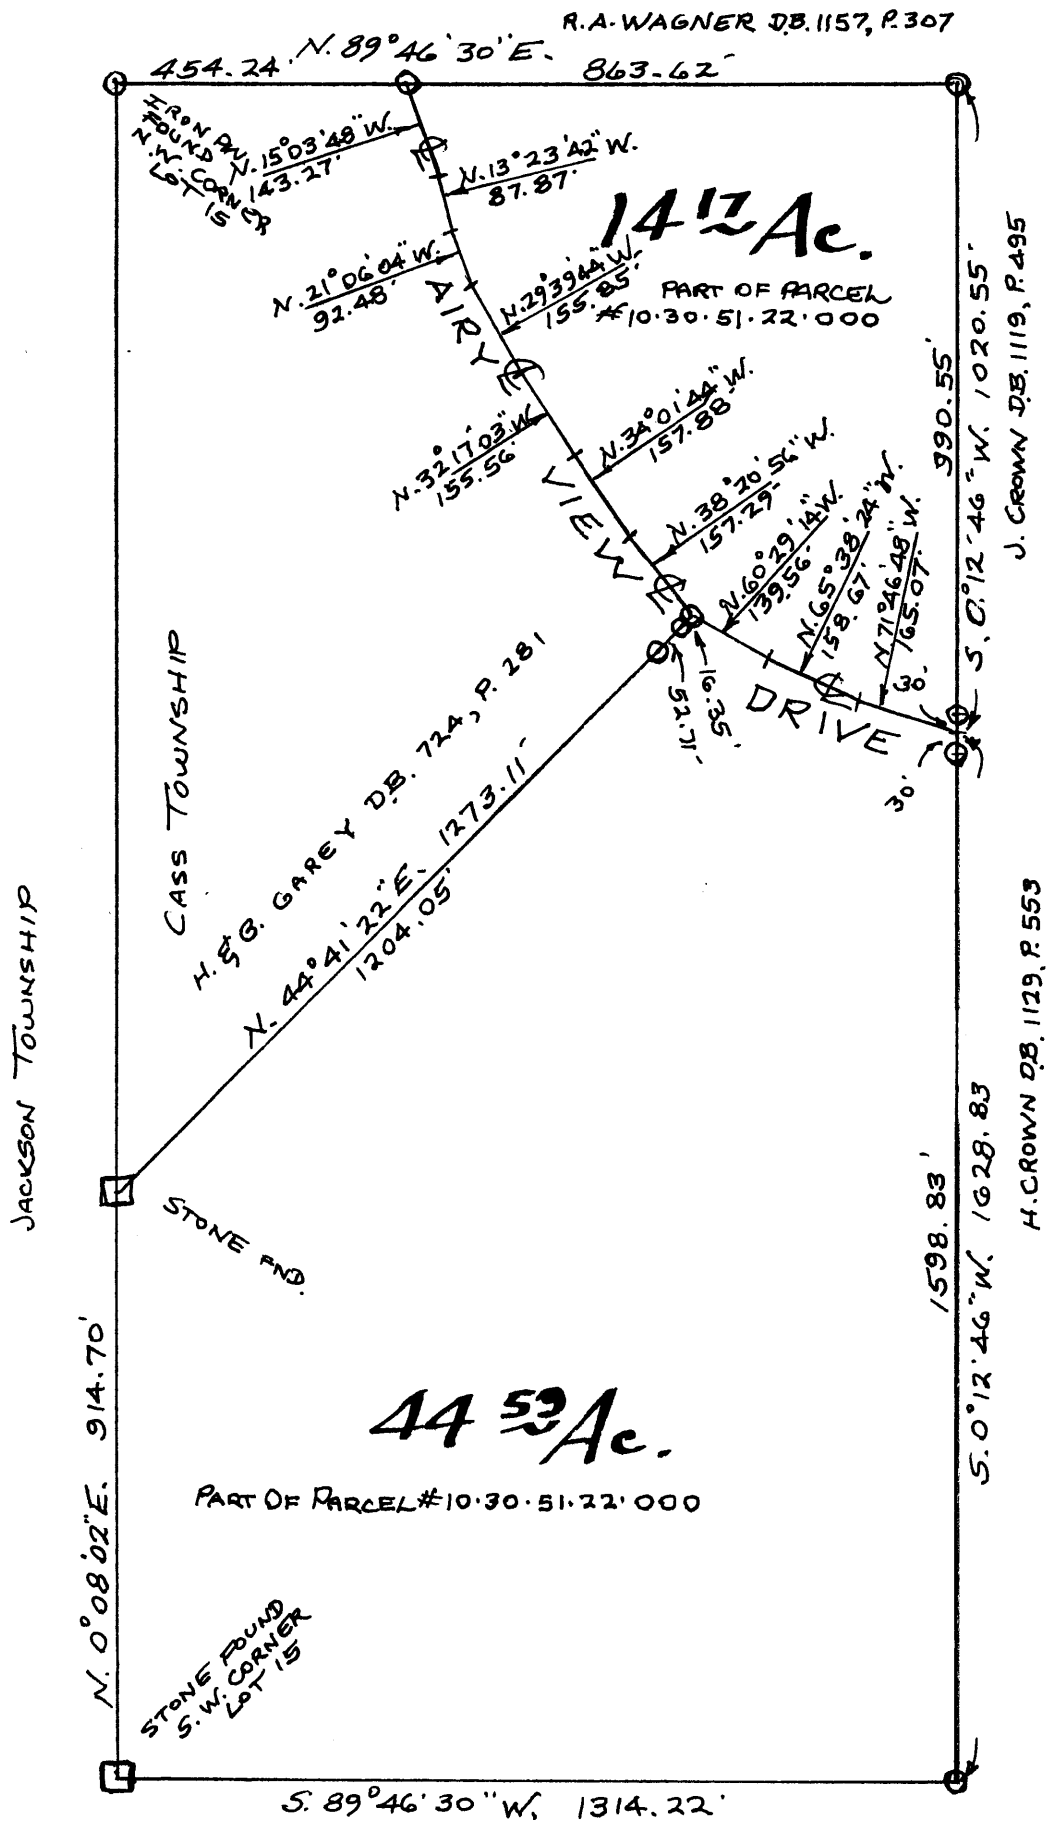 R.A. WAGNER D.B. 1157, P. 307
N. 89° 46' 30" E.
454.24
863.62'
IRON PIN
FOUND
N.W. CORNER
LOT 15
N. 15° 03' 48" W.
143.27'
N. 13° 23' 42" W.
87.87'
14 17 Ac.
PART OF PARCEL
#10.30.51.22.000
N. 21° 06' 04" W.
92.48'
N. 29° 39' 44" W.
155.85'
N. 32° 17' 03" W.
155.56'
N. 34° 01' 44" W.
157.88'
N. 38° 20' 56" W.
157.29'
N. 60° 29' 14" W.
139.56'
N. 65° 38' 24" W.
158.67'
N. 71° 46' 48" W.
165.07'
AIRY VIEW DRIVE
30'
30'
16.35'
52.71'
990.55'
S. 0° 12' 46" W. 1020.55'
J. CROWN D.B. 1119, P. 495
CASS TOWNSHIP
JACKSON TOWNSHIP
H. & B. GAREY D.B. 724, P. 281
N. 44° 41' 22" E. 1273.11'
1204.05'
STONE FND.
H. CROWN D.B. 1129, P. 553
1598.83'
S. 0° 12' 46" W. 1628.83
N. 0° 08' 02" E. 914.70'
44 59 Ac.
PART OF PARCEL #10.30.51.22.000
STONE FOUND
S.W. CORNER
LOT 15
S. 89° 46' 30" W. 1314.22'